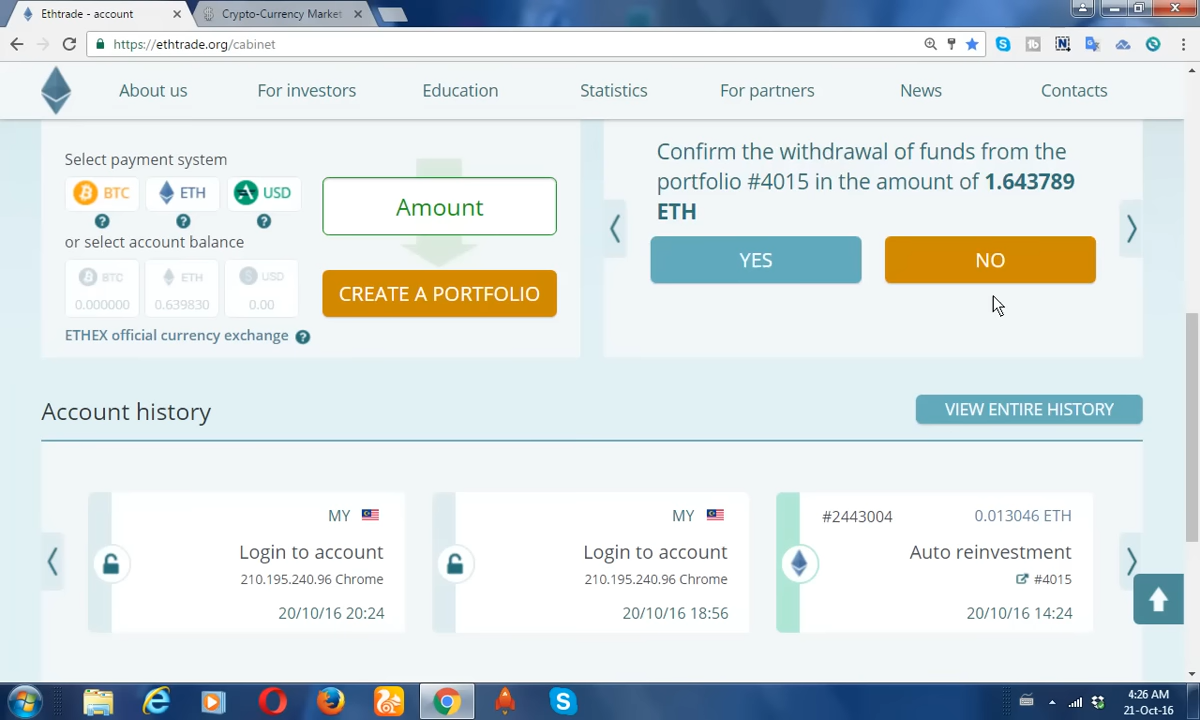 Ethtrade - account
Crypto-Currency Market
https://ethtrade.org/cabinet
About us
For investors
Education
Statistics
For partners
News
Contacts
Select payment system
BTC
ETH
USD
? ? ?
or select account balance
BTC
0.000000
ETH
0.639830
USD
0.00
ETHEX official currency exchange ?
Amount
CREATE A PORTFOLIO
Confirm the withdrawal of funds from the
portfolio #4015 in the amount of 1.643789
ETH
YES
NO
Account history
VIEW ENTIRE HISTORY
MY
Login to account
210.195.240.96 Chrome
20/10/16 20:24
MY
Login to account
210.195.240.96 Chrome
20/10/16 18:56
#2443004 0.013046 ETH
Auto reinvestment
#4015
20/10/16 14:24
4:26 AM
21-Oct-16